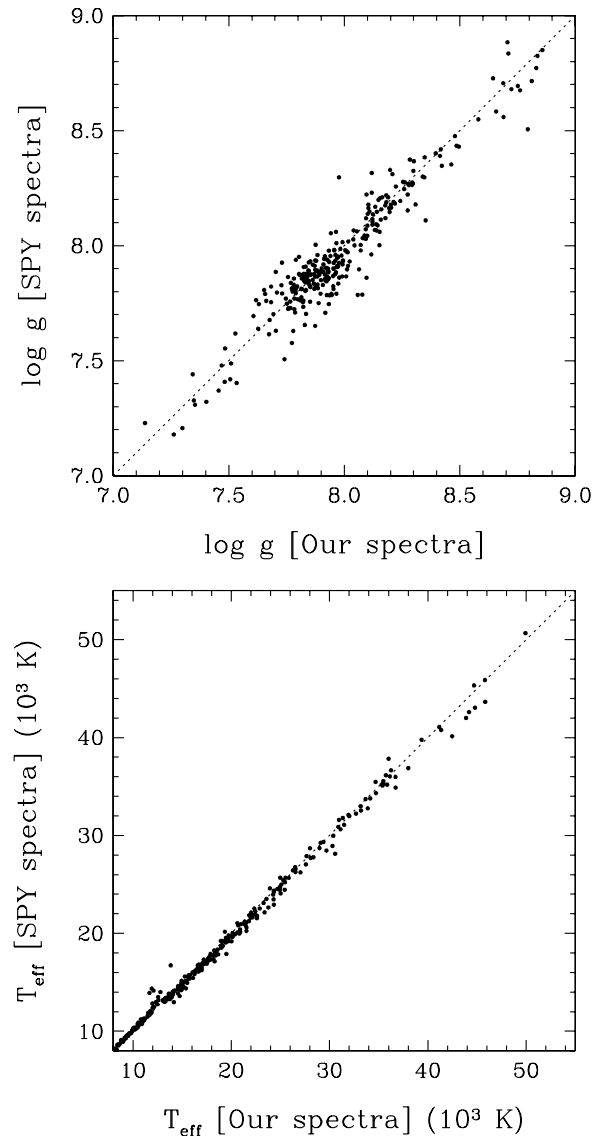 9.0
8.5
8.0
7.5
7.0
log g [SPY spectra]
7.0 7.5 8.0 8.5 9.0
log g [Our spectra]
50
40
30
20
10
T_eff [SPY spectra] (10³ K)
10 20 30 40 50
T_eff [Our spectra] (10³ K)